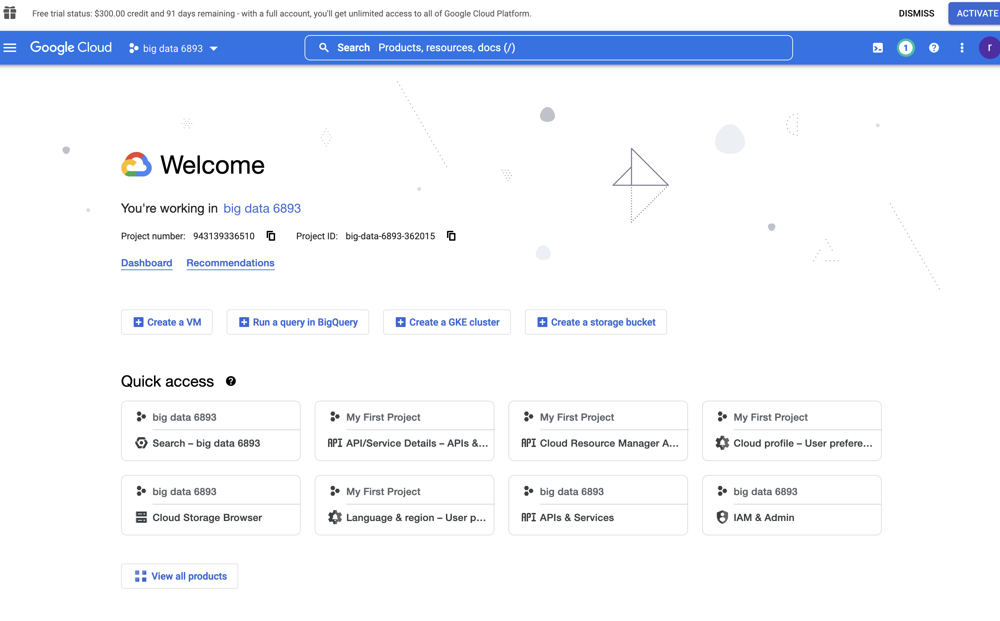 Free trial status: $300.00 credit and 91 days remaining - with a full account, you'll get unlimited access to all of Google Cloud Platform.
DISMISS
ACTIVATE
Google Cloud
big data 6893
Search Products, resources, docs (/)
1
?
r
Welcome
You're working in big data 6893
Project number: 943139336510
Project ID: big-data-6893-362015
Dashboard
Recommendations
Create a VM
Run a query in BigQuery
Create a GKE cluster
Create a storage bucket
Quick access ?
big data 6893
Search – big data 6893
My First Project
API API/Service Details – APIs &...
My First Project
API Cloud Resource Manager A...
My First Project
Cloud profile – User prefere...
big data 6893
Cloud Storage Browser
My First Project
Language & region – User p...
big data 6893
API APIs & Services
big data 6893
IAM & Admin
View all products